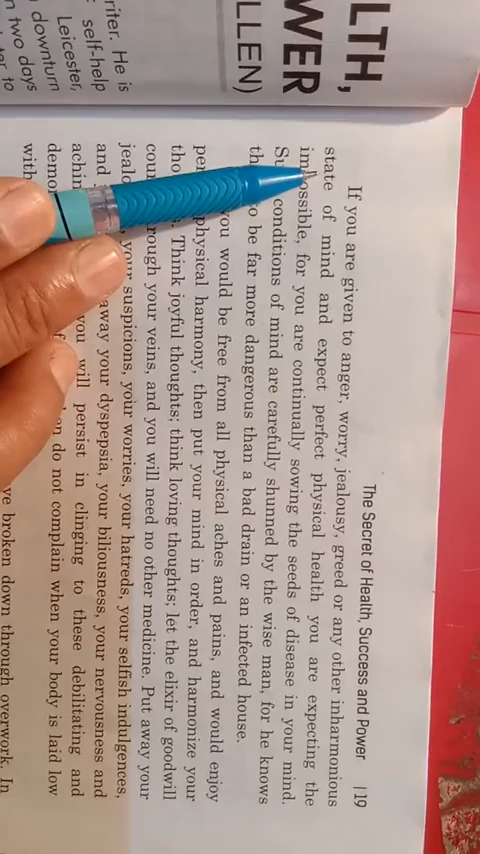 LTH,
WER
LLEN)
riter. He is
self-help
Leicester,
downturn
n two days
to
The Secret of Health, Success and Power | 19
If you are given to anger, worry, jealousy, greed or any other inharmonious
state of mind and expect perfect physical health you are expecting the
impossible, for you are continually sowing the seeds of disease in your mind.
conditions of mind are carefully shunned by the wise man, for he knows
to be far more dangerous than a bad drain or an infected house.
you would be free from all physical aches and pains, and would enjoy
physical harmony, then put your mind in order, and harmonize your
Think joyful thoughts; think loving thoughts; let the elixir of goodwill
through your veins, and you will need no other medicine. Put away your
your suspicions, your worries, your hatreds, your selfish indulgences,
and away your dyspepsia, your biliousness, your nervousness and
you will persist in clinging to these debilitating and
do not complain when your body is laid low
with
broken down through overwork. In